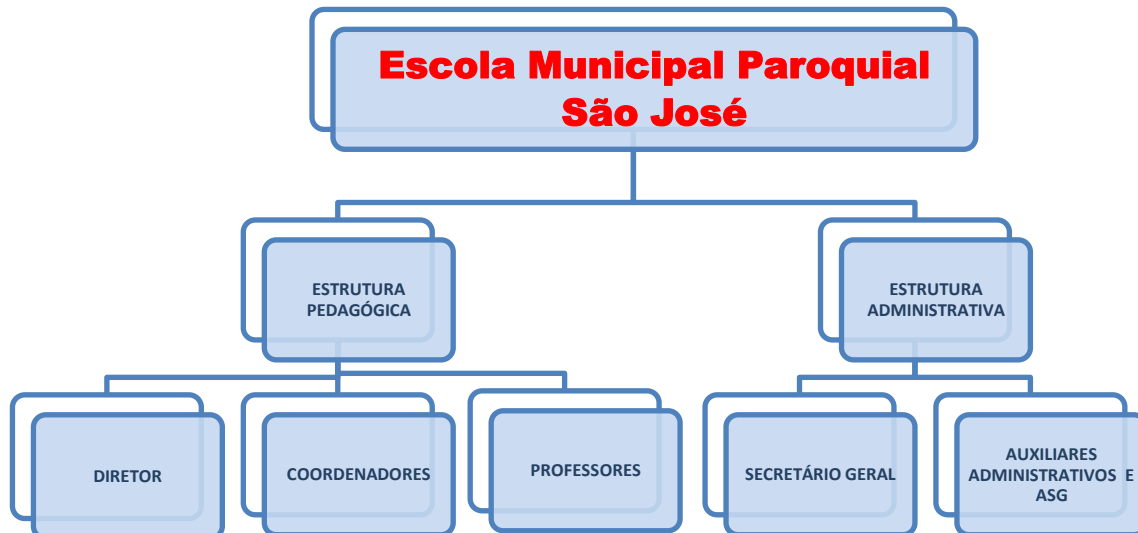 Escola Municipal Paroquial
São José
ESTRUTURA
PEDAGÓGICA
ESTRUTURA
ADMINISTRATIVA
DIRETOR
COORDENADORES
PROFESSORES
SECRETÁRIO GERAL
AUXILIARES
ADMINISTRATIVOS E
ASG